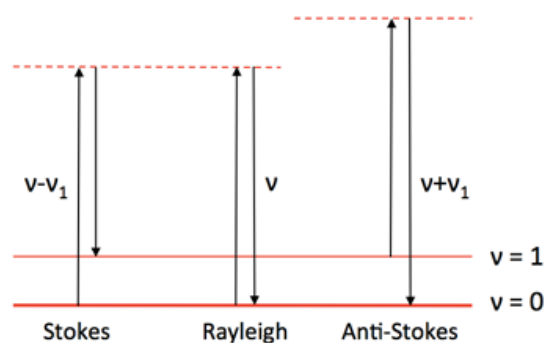 ν-ν₁
ν
ν+ν₁
ν = 1
ν = 0
Stokes
Rayleigh
Anti-Stokes